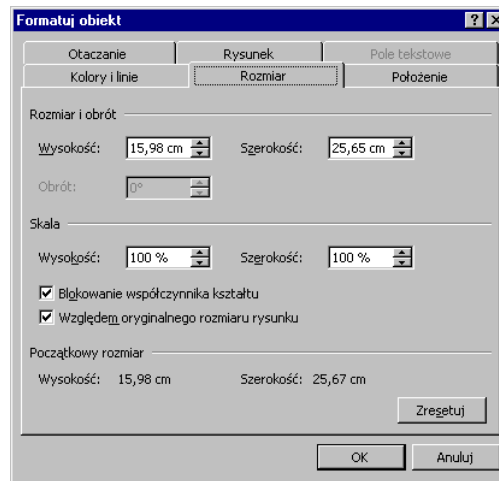 Formatuj obiekt
Otaczanie Rysunek Pole tekstowe
Kolory i linie Rozmiar Położenie
Rozmiar i obrót
Wysokość: 15,98 cm Szerokość: 25,65 cm
Obrót: 0°
Skala
Wysokość: 100 % Szerokość: 100 %
Blokowanie współczynnika kształtu
Względem oryginalnego rozmiaru rysunku
Początkowy rozmiar
Wysokość: 15,98 cm Szerokość: 25,67 cm
Zresetuj
OK Anuluj